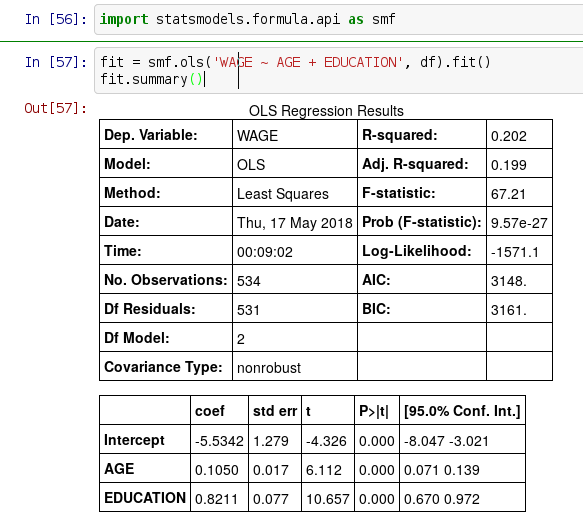 In [56]: import statsmodels.formula.api as smf
In [57]: fit = smf.ols('WAGE ~ AGE + EDUCATION', df).fit()
fit.summary()
Out[57]:
OLS Regression Results
Dep. Variable: WAGE R-squared: 0.202
Model: OLS Adj. R-squared: 0.199
Method: Least Squares F-statistic: 67.21
Date: Thu, 17 May 2018 Prob (F-statistic): 9.57e-27
Time: 00:09:02 Log-Likelihood: -1571.1
No. Observations: 534 AIC: 3148.
Df Residuals: 531 BIC: 3161.
Df Model: 2
Covariance Type: nonrobust
coef std err t P>|t| [95.0% Conf. Int.]
Intercept -5.5342 1.279 -4.326 0.000 -8.047 -3.021
AGE 0.1050 0.017 6.112 0.000 0.071 0.139
EDUCATION 0.8211 0.077 10.657 0.000 0.670 0.972